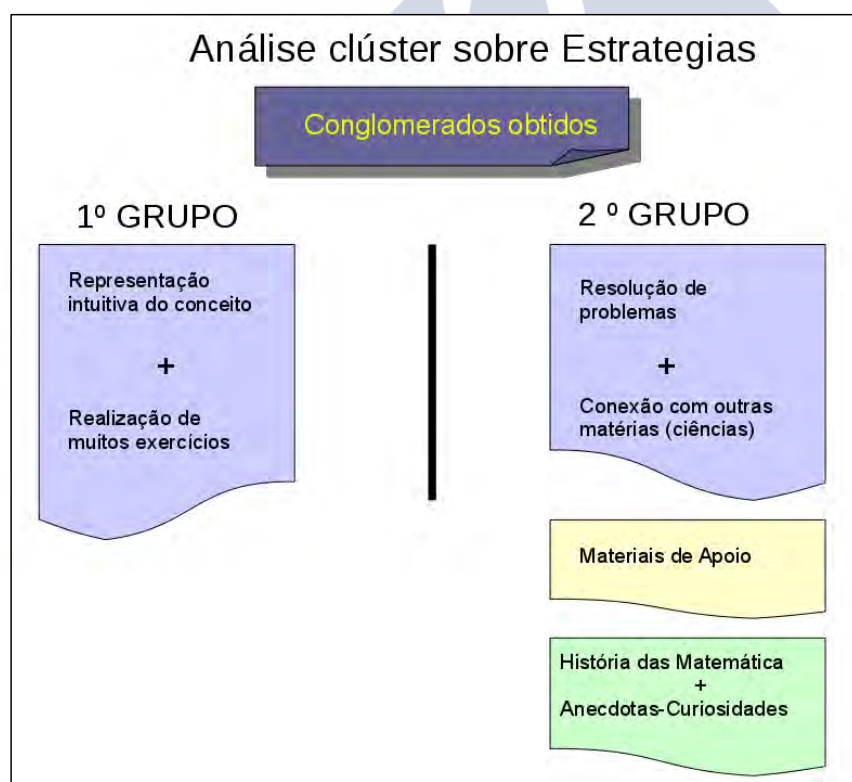 Análise clúster sobre Estrategias
Conglomerados obtidos
1º GRUPO
Representação
intuitiva do conceito
+
Realização de
muitos exercícios
2 º GRUPO
Resolução de
problemas
+
Conexão com outras
matérias (ciências)
Materiais de Apoio
História das Matemática
+
Anecdotas-Curiosidades